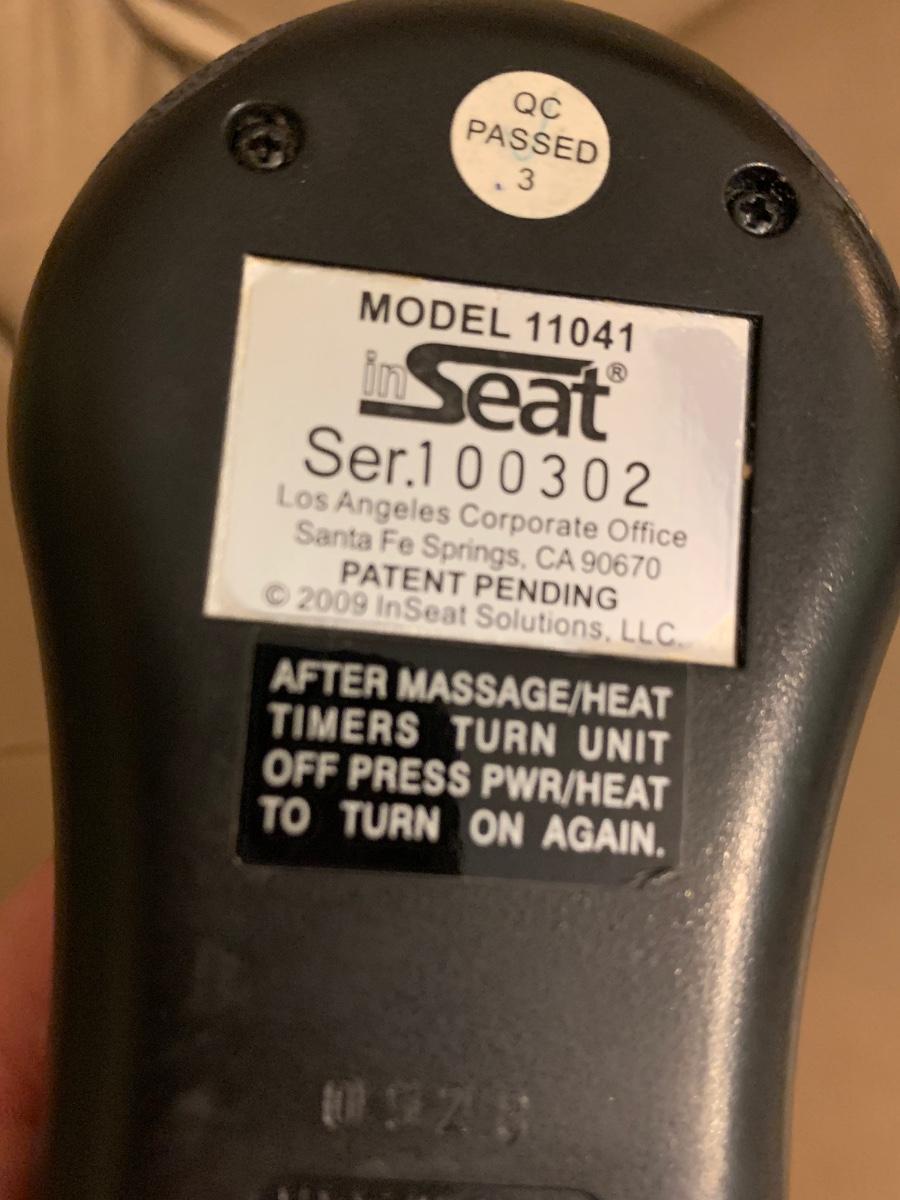 QC
PASSED
3
MODEL 11041
inSeat®
Ser.100302
Los Angeles Corporate Office
Santa Fe Springs, CA 90670
PATENT PENDING
© 2009 InSeat Solutions, LLC.
AFTER MASSAGE/HEAT
TIMERS TURN UNIT
OFF PRESS PWR/HEAT
TO TURN ON AGAIN.